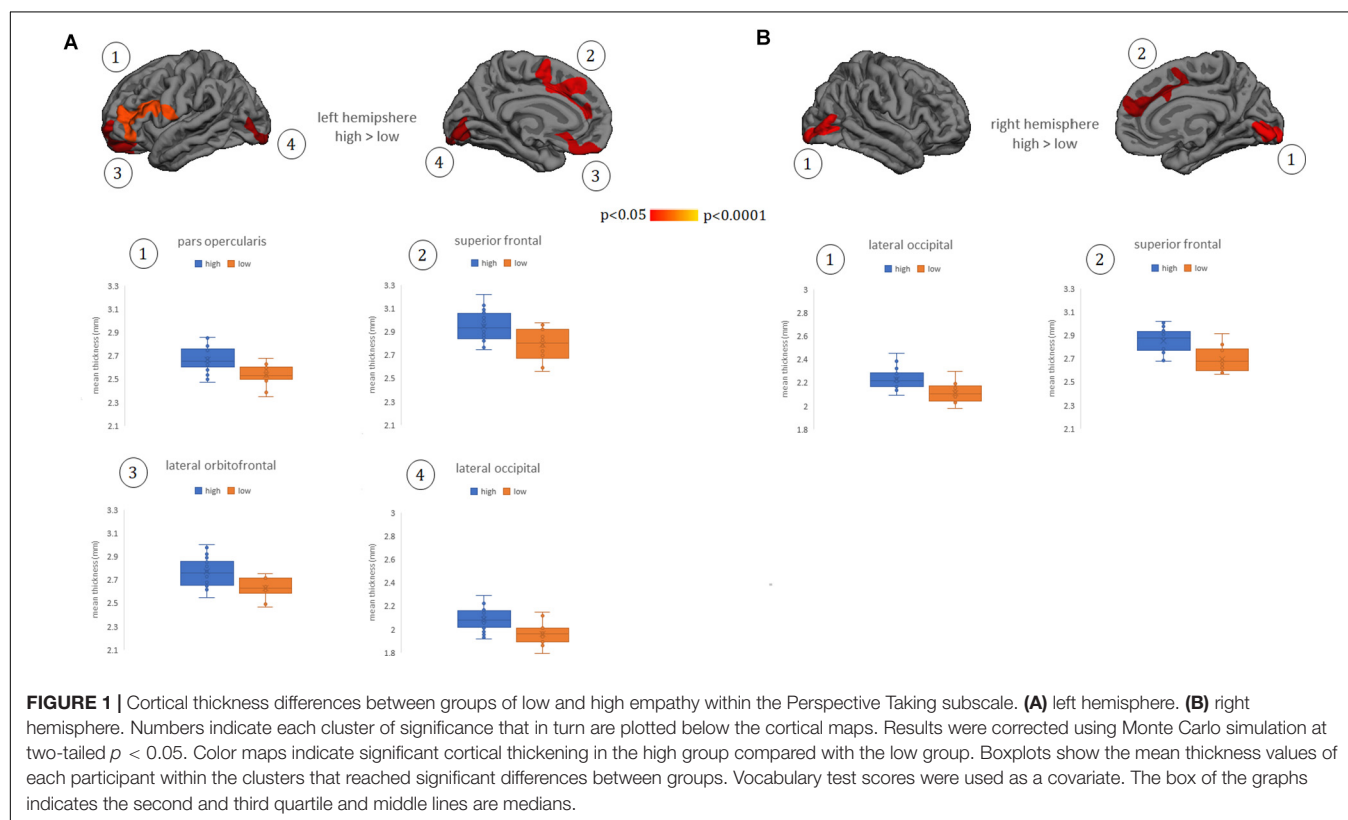 A
B
1
2
2
left hemipshere
high > low
4
3
4
3
right hemisphere
high > low
1
1
p<0.05 p<0.0001
1
pars opercularis
high low
mean thickness (mm)
3.3
3.1
2.9
2.7
2.5
2.3
2.1
2
superior frontal
high low
mean thickness (mm)
3.3
3.1
2.9
2.7
2.5
2.3
2.1
1
lateral occipital
high low
mean thickness (mm)
3
2.8
2.6
2.4
2.2
2
1.8
2
superior frontal
high low
mean thickness (mm)
3.3
3.1
2.9
2.7
2.5
2.3
2.1
3
lateral orbitofrontal
high low
mean thickness (mm)
3.3
3.1
2.9
2.7
2.5
2.3
2.1
4
lateral occipital
high low
mean thickness (mm)
3
2.8
2.6
2.4
2.2
2
1.8
FIGURE 1 | Cortical thickness differences between groups of low and high empathy within the Perspective Taking subscale. (A) left hemisphere. (B) right
hemisphere. Numbers indicate each cluster of significance that in turn are plotted below the cortical maps. Results were corrected using Monte Carlo simulation at
two-tailed p < 0.05. Color maps indicate significant cortical thickening in the high group compared with the low group. Boxplots show the mean thickness values of
each participant within the clusters that reached significant differences between groups. Vocabulary test scores were used as a covariate. The box of the graphs
indicates the second and third quartile and middle lines are medians.